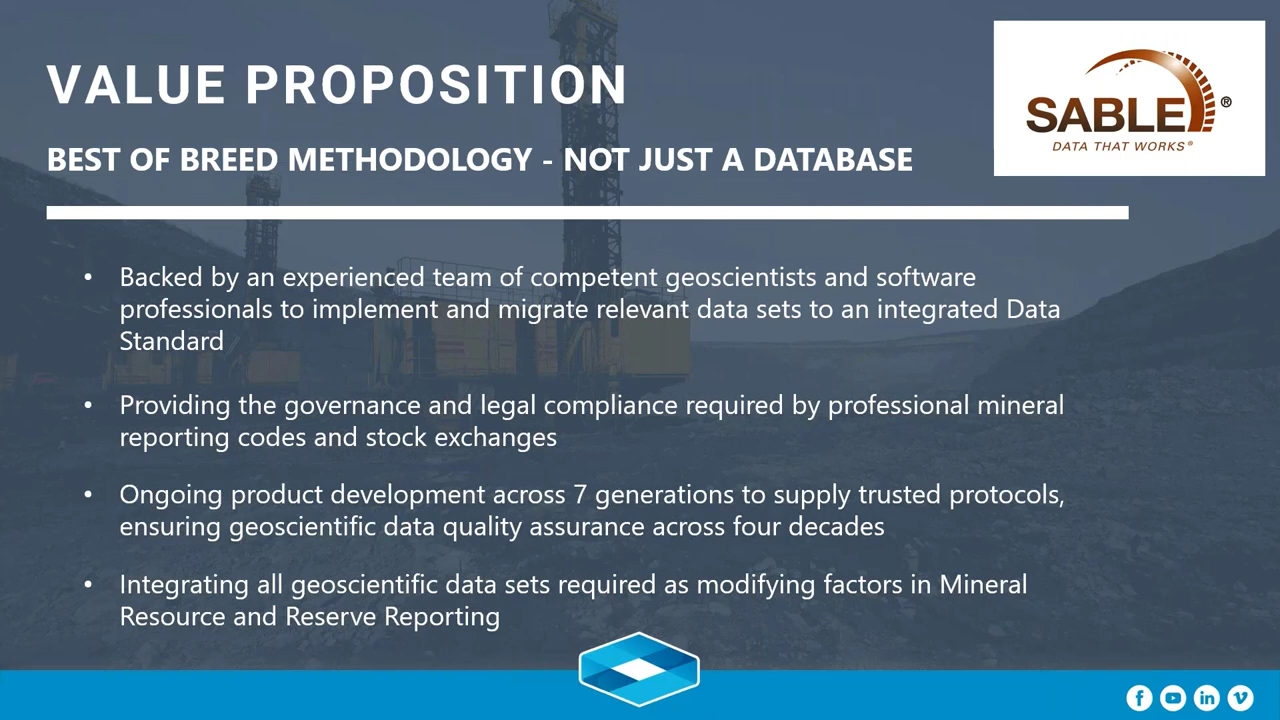 VALUE PROPOSITION
SABLE®
DATA THAT WORKS®
BEST OF BREED METHODOLOGY - NOT JUST A DATABASE
• Backed by an experienced team of competent geoscientists and software
professionals to implement and migrate relevant data sets to an integrated Data
Standard
• Providing the governance and legal compliance required by professional mineral
reporting codes and stock exchanges
• Ongoing product development across 7 generations to supply trusted protocols,
ensuring geoscientific data quality assurance across four decades
• Integrating all geoscientific data sets required as modifying factors in Mineral
Resource and Reserve Reporting